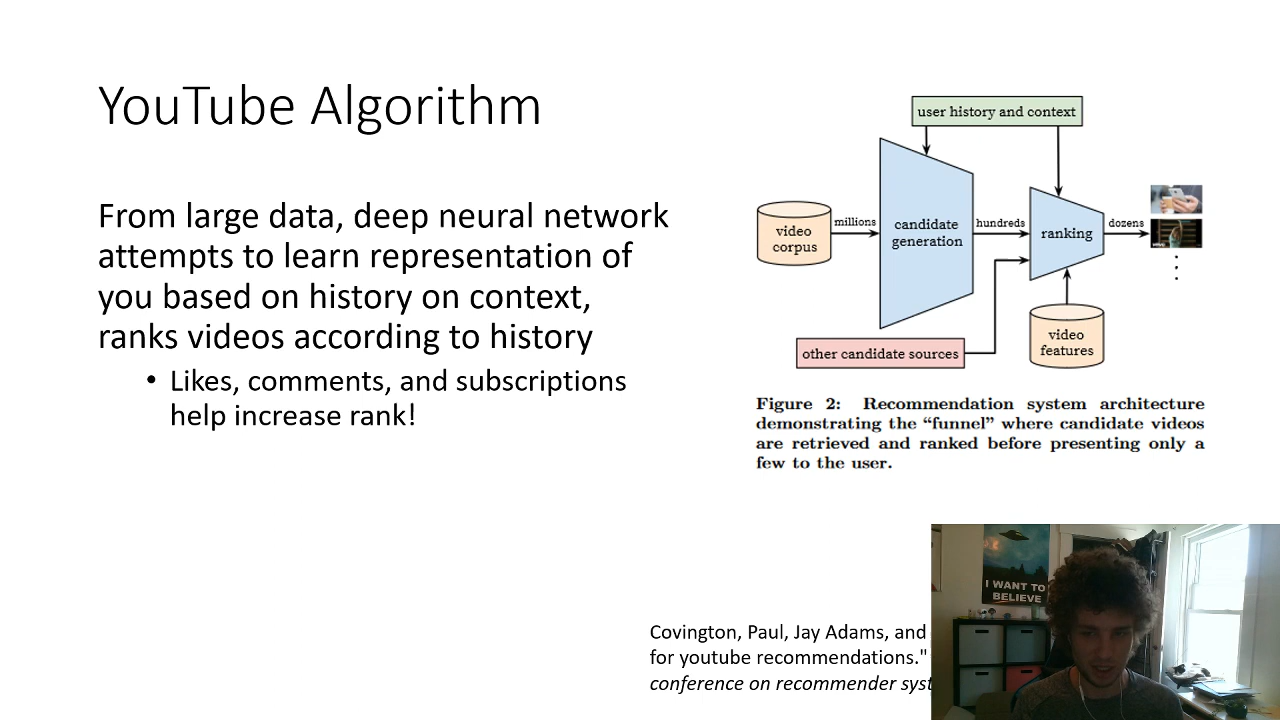 YouTube Algorithm
From large data, deep neural network
attempts to learn representation of
you based on history on context,
ranks videos according to history
• Likes, comments, and subscriptions
help increase rank!
user history and context
video
corpus
millions
candidate
generation
hundreds
ranking
dozens
other candidate sources
video
features
Figure 2: Recommendation system architecture
demonstrating the “funnel” where candidate videos
are retrieved and ranked before presenting only a
few to the user.
Covington, Paul, Jay Adams, and
for youtube recommendations."
conference on recommender syst
I WANT TO
BELIEVE